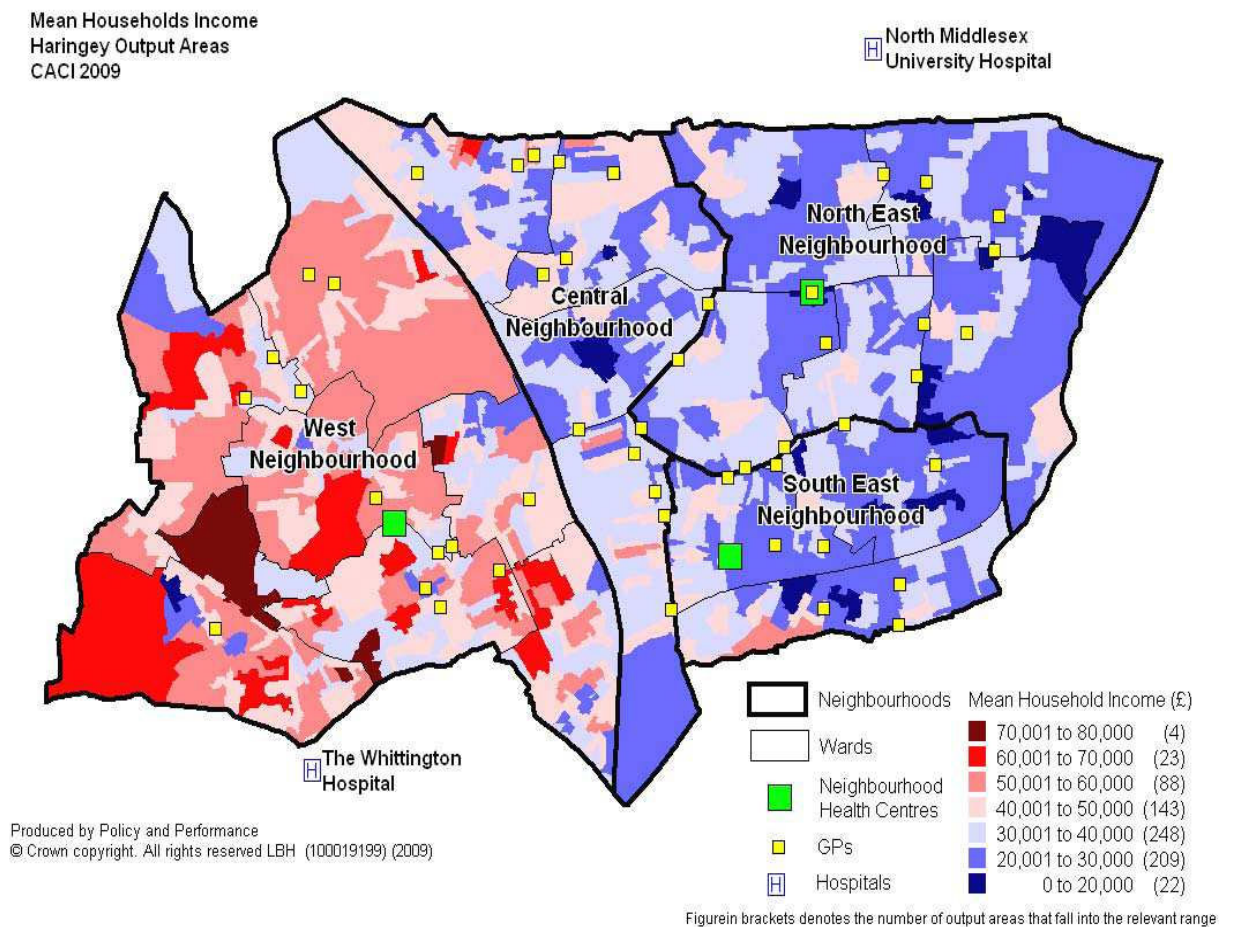 Mean Households Income
Haringey Output Areas
CACI 2009
H North Middlesex
University Hospital
North East
Neighbourhood
Central
Neighbourhood
West
Neighbourhood
South East
Neighbourhood
H The Whittington
Hospital
Neighbourhoods
Wards
Neighbourhood
Health Centres
GPs
H Hospitals
Mean Household Income (£)
70,001 to 80,000 (4)
60,001 to 70,000 (23)
50,001 to 60,000 (88)
40,001 to 50,000 (143)
30,001 to 40,000 (248)
20,001 to 30,000 (209)
0 to 20,000 (22)
Produced by Policy and Performance
© Crown copyright. All rights reserved LBH (100019199) (2009)
Figurein brackets denotes the number of output areas that fall into the relevant range